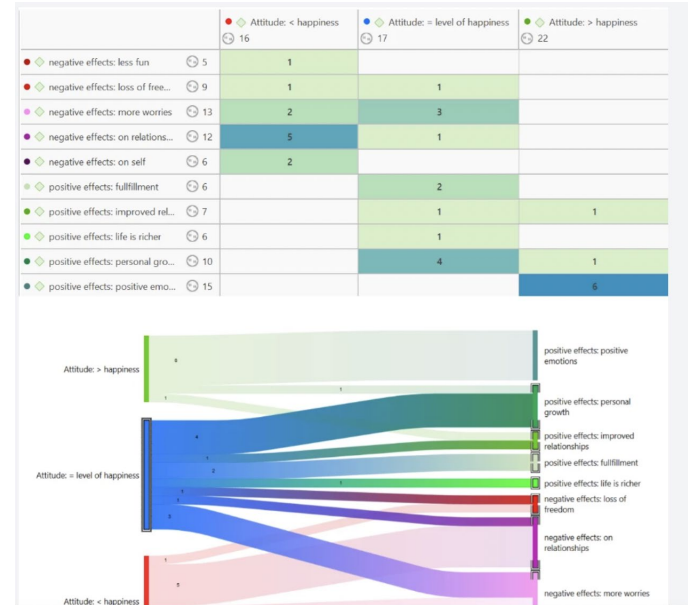 Attitude: < happiness
16
Attitude: = level of happiness
17
Attitude: > happiness
22
negative effects: less fun 5 1
negative effects: loss of free... 9 1 1
negative effects: more worries 13 2 3
negative effects: on relations... 12 5 1
negative effects: on self 6 2
positive effects: fullfillment 6 2
positive effects: improved rel... 7 1 1
positive effects: life is richer 6 1
positive effects: personal gro... 10 4 1
positive effects: positive emo... 15 6
positive effects: positive
emotions
Attitude: > happiness
1
1
positive effects: personal
growth
4
positive effects: improved
relationships
1
2
positive effects: fullfillment
Attitude: = level of happiness
1
positive effects: life is richer
negative effects: loss of
freedom
negative effects: on
relationships
1
Attitude: < happiness
negative effects: more worries